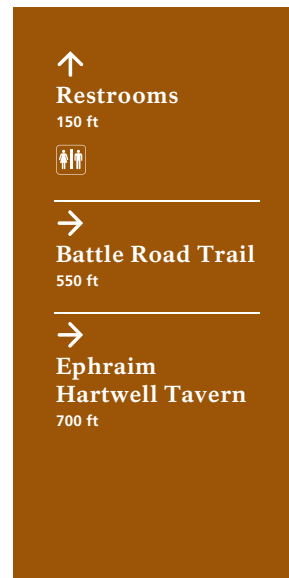 Restrooms
150 ft
Battle Road Trail
550 ft
Ephraim
Hartwell Tavern
700 ft